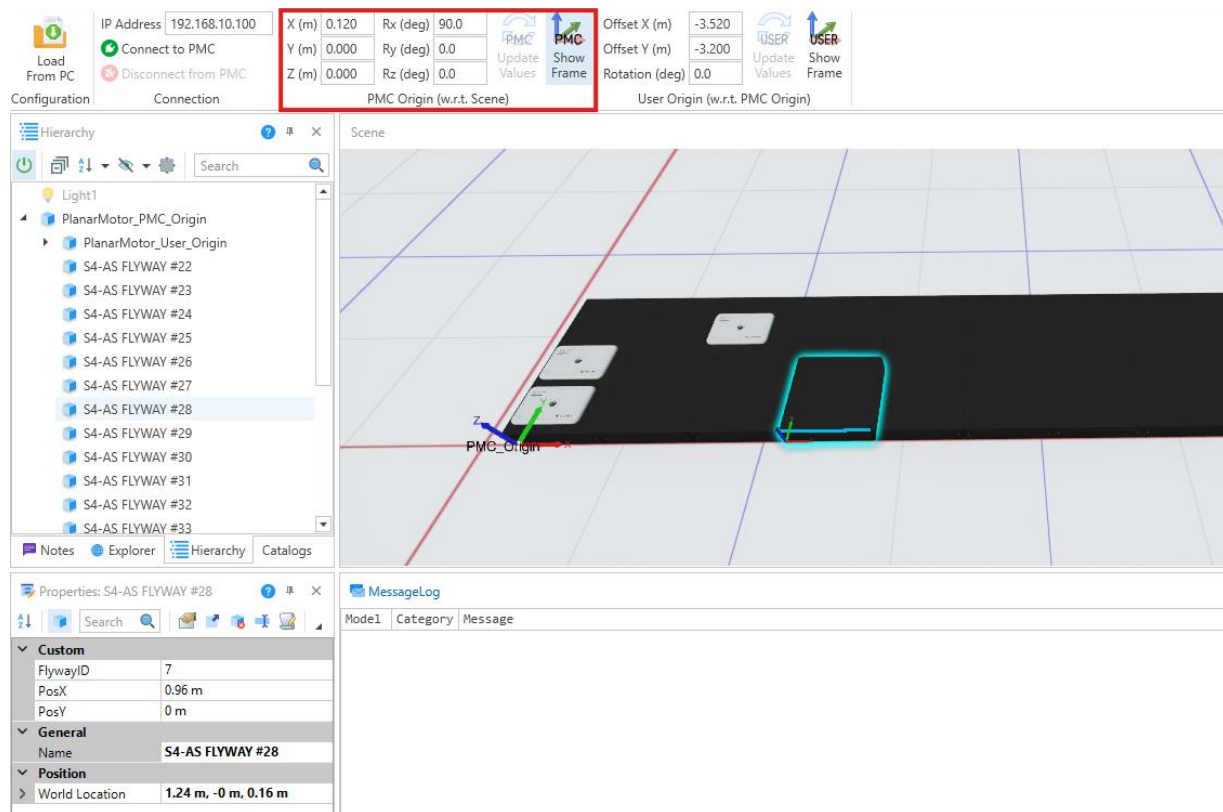 IP Address 192.168.10.100
Connect to PMC
Disconnect from PMC
Load From PC
Configuration
Connection
X (m) 0.120 Rx (deg) 90.0
Y (m) 0.000 Ry (deg) 0.0
Z (m) 0.000 Rz (deg) 0.0
PMC Update Values
PMC Show Frame
PMC Origin (w.r.t. Scene)
Offset X (m) -3.520
Offset Y (m) -3.200
Rotation (deg) 0.0
USER Update Values
USER Show Frame
User Origin (w.r.t. PMC Origin)
Hierarchy
Search
Light1
PlanarMotor_PMC_Origin
PlanarMotor_User_Origin
S4-AS FLYWAY #22
S4-AS FLYWAY #23
S4-AS FLYWAY #24
S4-AS FLYWAY #25
S4-AS FLYWAY #26
S4-AS FLYWAY #27
S4-AS FLYWAY #28
S4-AS FLYWAY #29
S4-AS FLYWAY #30
S4-AS FLYWAY #31
S4-AS FLYWAY #32
S4-AS FLYWAY #33
Notes Explorer Hierarchy Catalogs
Scene
Z
Y
X
PMC_Origin
Properties: S4-AS FLYWAY #28
Search
Custom
FlywayID 7
PosX 0.96 m
PosY 0 m
General
Name S4-AS FLYWAY #28
Position
World Location 1.24 m, -0 m, 0.16 m
MessageLog
Model Category Message